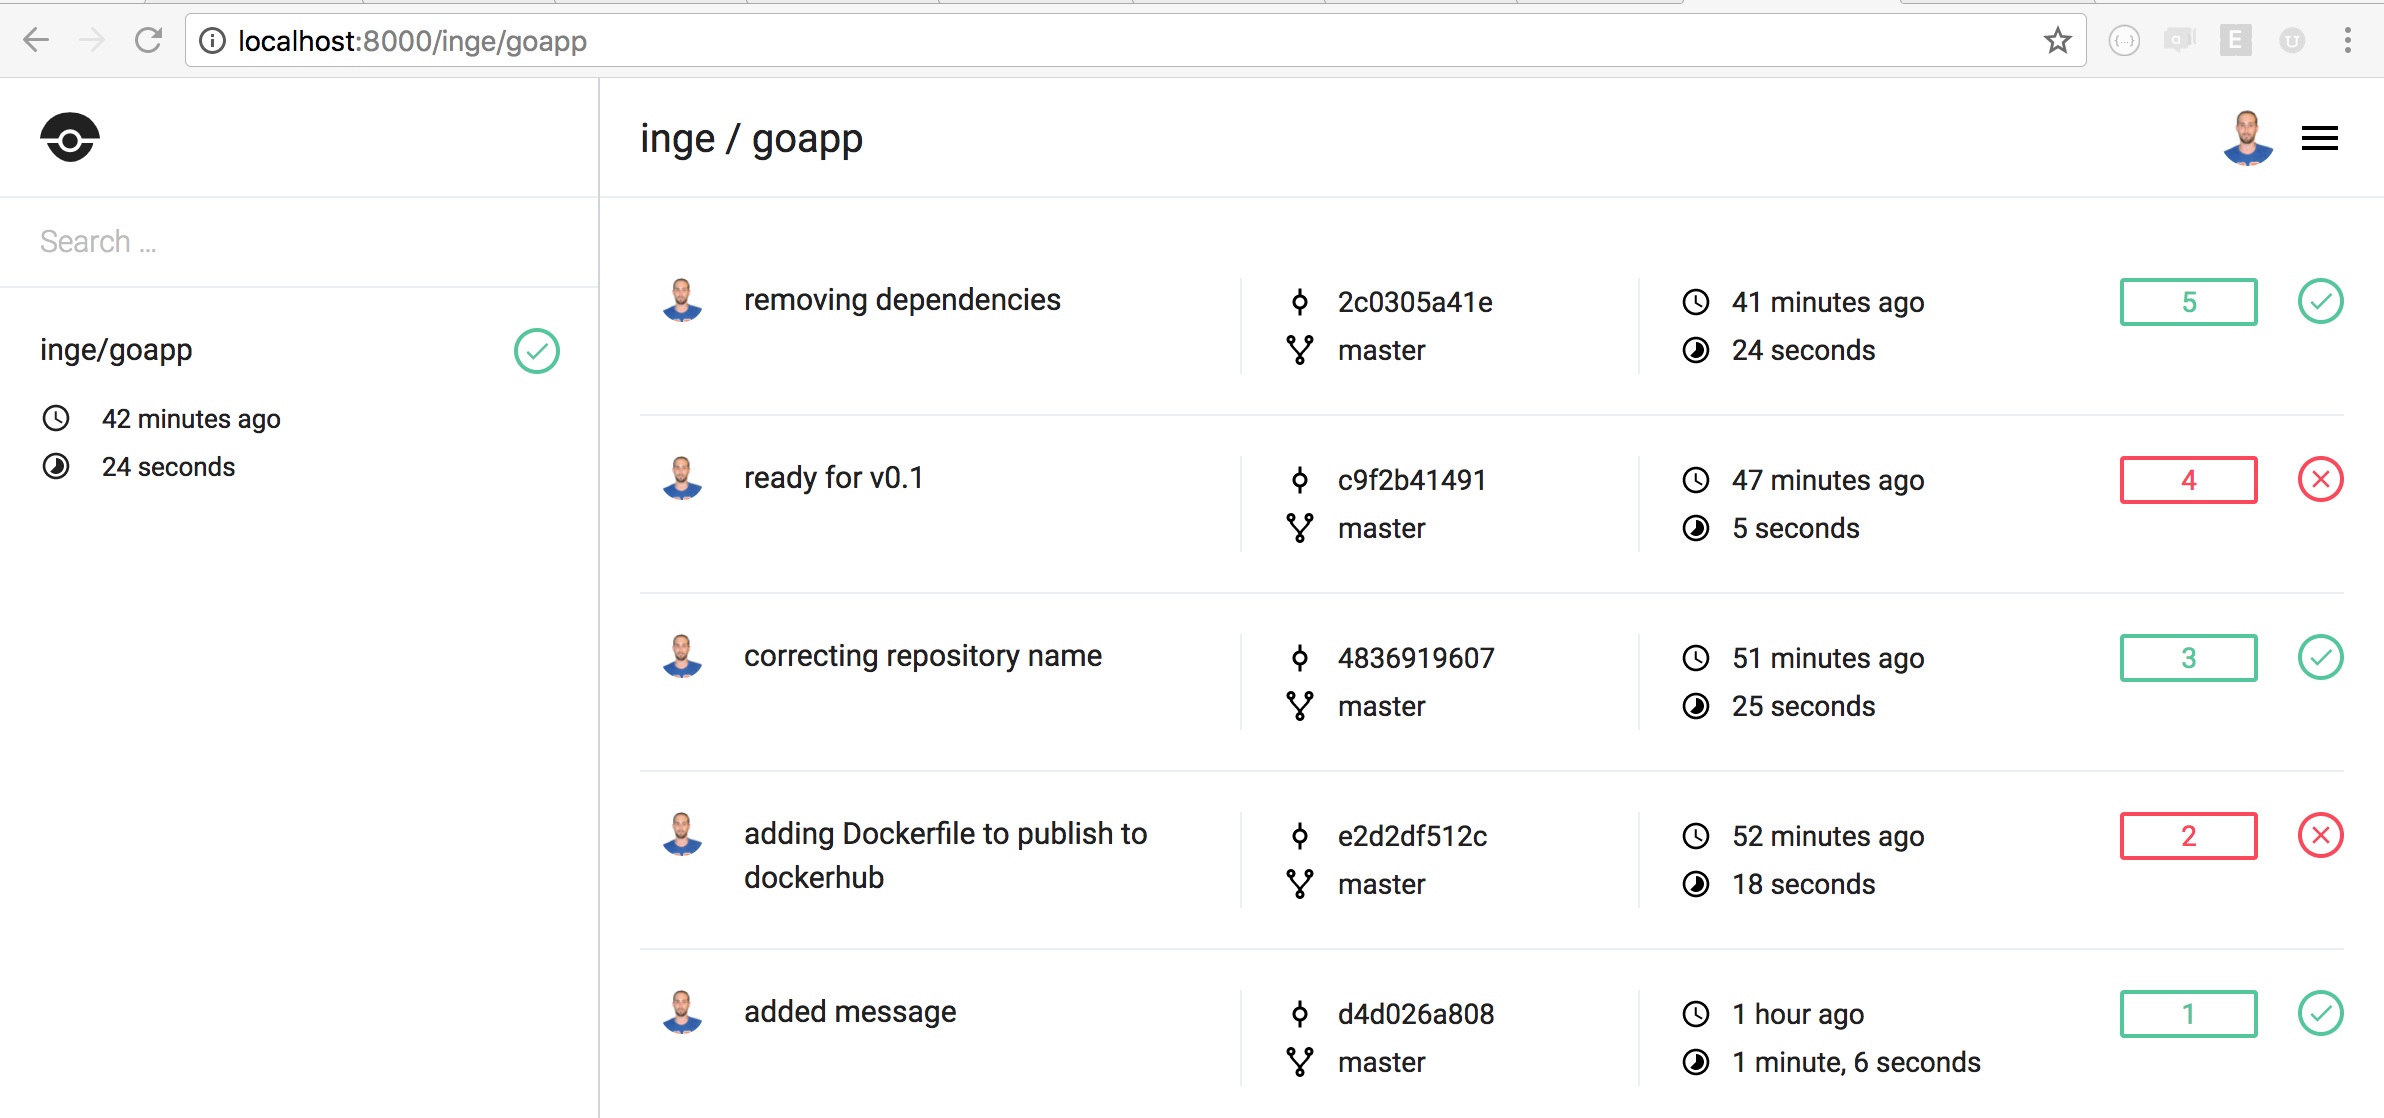 localhost:8000/inge/goapp
E
inge / goapp
Search ...
inge/goapp
42 minutes ago
24 seconds
removing dependencies
2c0305a41e
master
41 minutes ago
24 seconds
5
ready for v0.1
c9f2b41491
master
47 minutes ago
5 seconds
4
correcting repository name
4836919607
master
51 minutes ago
25 seconds
3
adding Dockerfile to publish to
dockerhub
e2d2df512c
master
52 minutes ago
18 seconds
2
added message
d4d026a808
master
1 hour ago
1 minute, 6 seconds
1